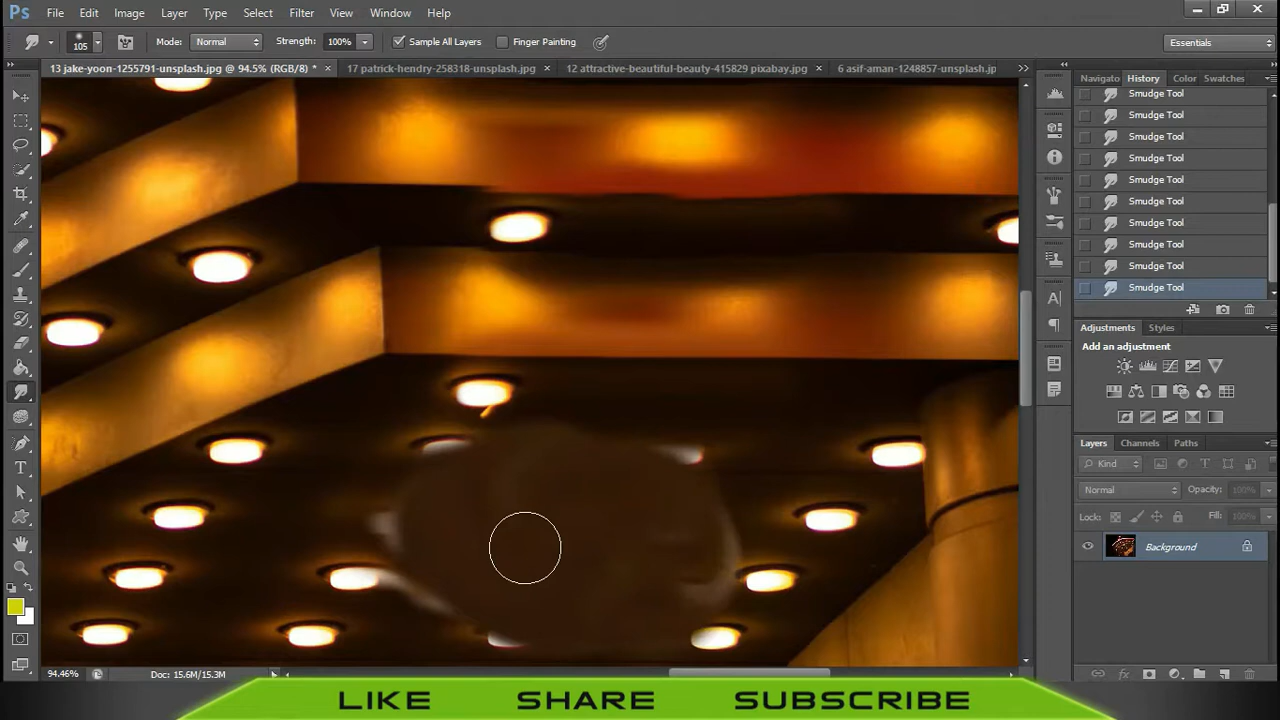 Ps File Edit Image Layer Type Select Filter View Window Help
105 Mode: Normal Strength: 100% Sample All Layers Finger Painting Essentials
13 jake-yoon-1255791-unsplash.jpg @ 94.5% (RGB/8) * × 17 patrick-hendry-258318-unsplash.jpg × 12 attractive-beautiful-beauty-415829 pixabay.jpg × 6 asif-aman-1248857-unsplash.jp
Navigato History Color Swatches
Smudge Tool
Smudge Tool
Smudge Tool
Smudge Tool
Smudge Tool
Smudge Tool
Smudge Tool
Smudge Tool
Smudge Tool
Smudge Tool
Adjustments Styles
Add an adjustment
Layers Channels Paths
Kind
Normal Opacity: 100%
Lock: Fill: 100%
Background
94.46% Doc: 15.6M/15.3M
LIKE SHARE SUBSCRIBE